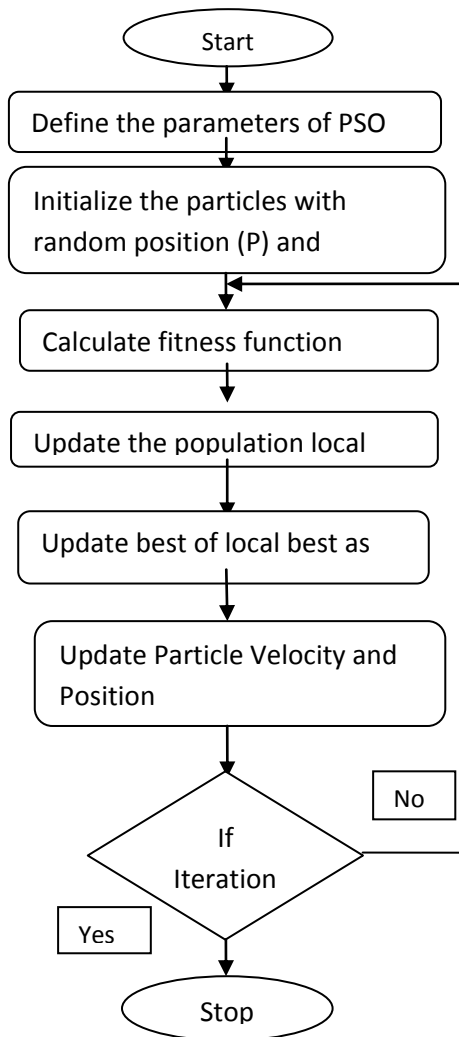 Start
Define the parameters of PSO
Initialize the particles with
random position (P) and
Calculate fitness function
Update the population local
Update best of local best as
Update Particle Velocity and
Position
No
If
Iteration
Yes
Stop